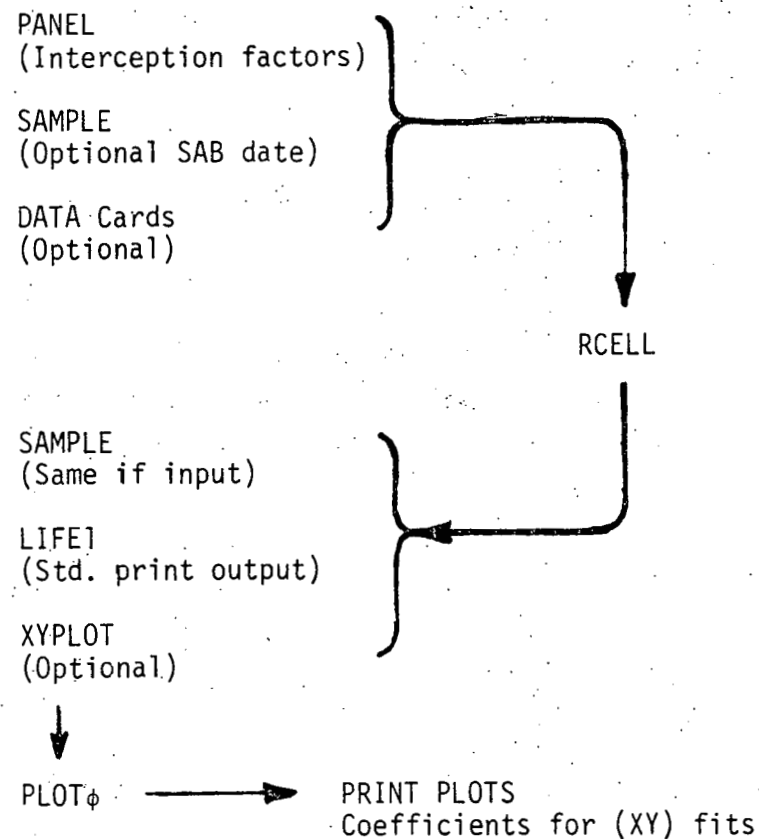 PANEL
(Interception factors)
SAMPLE
(Optional SAB date)
DATA Cards
(Optional)
RCELL
SAMPLE
(Same if input)
LIFE1
(Std. print output)
XYPLOT
(Optional)
PLOTφ
PRINT PLOTS
Coefficients for (XY) fits